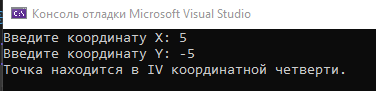 Консоль отладки Microsoft Visual Studio
Введите координату X: 5
Введите координату Y: -5
Точка находится в IV координатной четверти.